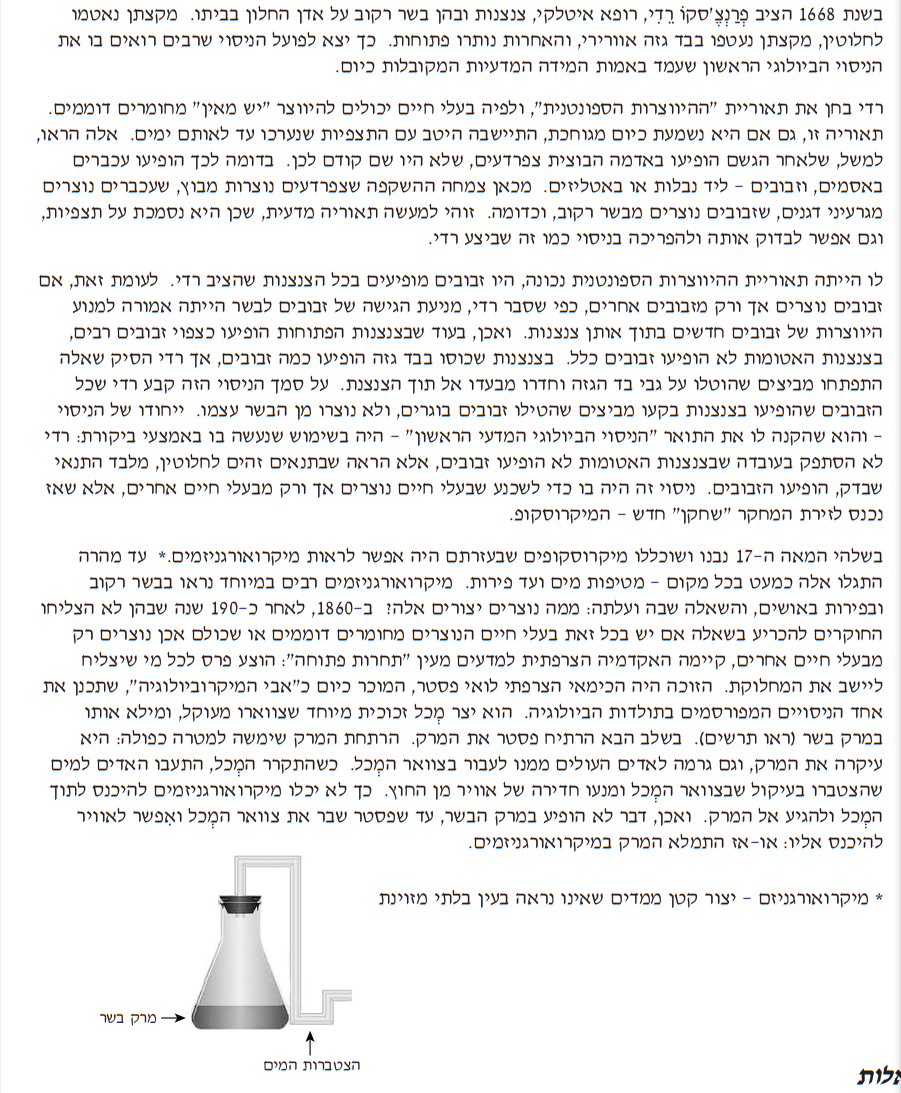 בשנת 1668 הציב פְרַנְצֶ'סקוֹ רֶדִי, רופא איטלקי, צנצנות ובהן בשר רקוב על אדן החלון בביתו. מקצתן נאטמו
לחלוטין, מקצתן נעטפו בבד גזה אוורירי, והאחרות נותרו פתוחות. כך יצא לפועל הניסוי שרבים רואים בו את
הניסוי הביולוגי הראשון שעמד באמות המידה המדעיות המקובלות כיום.
רדי בחן את תאוריית "ההיווצרות הספונטנית", ולפיה בעלי חיים יכולים להיווצר "יש מאין" מחומרים דוממים.
תאוריה זו, גם אם היא נשמעת כיום מגוחכת, התיישבה היטב עם התצפיות שנערכו עד לאותם ימים. אלה הראו,
למשל, שלאחר הגשם הופיעו באדמה הבוצית צפרדעים, שלא היו שם קודם לכן. בדומה לכך הופיעו עכברים
באסמים, וזבובים – ליד נבלות או באטליזים. מכאן צמחה ההשקפה שצפרדעים נוצרות מבוץ, שעכברים נוצרים
מגרעיני דגנים, שזבובים נוצרים מבשר רקוב, וכדומה. זוהי למעשה תאוריה מדעית, שכן היא נסמכת על תצפיות,
וגם אפשר לבדוק אותה ולהפריכה בניסוי כמו זה שביצע רדי.
לו הייתה תאוריית ההיווצרות הספונטנית נכונה, היו זבובים מופיעים בכל הצנצנות שהציב רדי. לעומת זאת, אם
זבובים נוצרים אך ורק מזבובים אחרים, כפי שסבר רדי, מניעת הגישה של זבובים לבשר הייתה אמורה למנוע
היווצרות של זבובים חדשים בתוך אותן צנצנות. ואכן, בעוד שבצנצנות הפתוחות הופיעו כצפוי זבובים רבים,
בצנצנות האטומות לא הופיעו זבובים כלל. בצנצנות שכוסו בבד גזה הופיעו כמה זבובים, אך רדי הסיק שאלה
התפתחו מביצים שהוטלו על גבי בד הגזה וחדרו מבעדו אל תוך הצנצנת. על סמך הניסוי הזה קבע רדי שכל
הזבובים שהופיעו בצנצנות בקעו מביצים שהטילו זבובים בוגרים, ולא נוצרו מן הבשר עצמו. ייחודו של הניסוי
– והוא שהקנה לו את התואר "הניסוי הביולוגי המדעי הראשון" – היה בשימוש שנעשה בו באמצעי ביקורת: רדי
לא הסתפק בעובדה שבצנצנות האטומות לא הופיעו זבובים, אלא הראה שבתנאים זהים לחלוטין, מלבד התנאי
שבדק, הופיעו הזבובים. ניסוי זה היה בו כדי לשכנע שבעלי חיים נוצרים אך ורק מבעלי חיים אחרים, אלא שאז
נכנס לזירת המחקר "שחקן" חדש – המיקרוסקופ.
בשלהי המאה ה-17 נבנו ושוכללו מיקרוסקופים שבעזרתם היה אפשר לראות מיקרואורגניזמים.* עד מהרה
התגלו אלה כמעט בכל מקום – מטיפות מים ועד פירות. מיקרואורגניזמים רבים במיוחד נראו בבשר רקוב
ובפירות באושים, והשאלה שבה ועלתה: ממה נוצרים יצורים אלה? ב-1860, לאחר כ-190 שנה שבהן לא הצליחו
החוקרים להכריע בשאלה אם יש בכל זאת בעלי חיים הנוצרים מחומרים דוממים או שכולם אכן נוצרים רק
מבעלי חיים אחרים, קיימה האקדמיה הצרפתית למדעים מעין "תחרות פתוחה": הוצע פרס לכל מי שיצליח
ליישב את המחלוקת. הזוכה היה הכימאי הצרפתי לואי פסטר, המוכר כיום כ"אבי המיקרוביולוגיה", שתכנן את
אחד הניסויים המפורסמים בתולדות הביולוגיה. הוא יצר מְכל זכוכית מיוחד שצווארו מעוקל, ומילא אותו
במרק בשר (ראו תרשים). בשלב הבא הרתיח פסטר את המרק. הרתחת המרק שימשה למטרה כפולה: היא
עיקרה את המרק, וגם גרמה לאדים העולים ממנו לעבור בצוואר המְכל. כשהתקרר המְכל, התעבו האדים למים
שהצטברו בעיקול שבצוואר המְכל ומנעו חדירה של אוויר מן החוץ. כך לא יכלו מיקרואורגניזמים להיכנס לתוך
המְכל ולהגיע אל המרק. ואכן, דבר לא הופיע במרק הבשר, עד שפסטר שבר את צוואר המְכל ואִפשר לאוויר
להיכנס אליו: או-אז התמלא המרק במיקרואורגניזמים.
* מיקרואורגניזם – יצור קטן ממדים שאינו נראה בעין בלתי מזוינת
מרק בשר
הצטברות המים